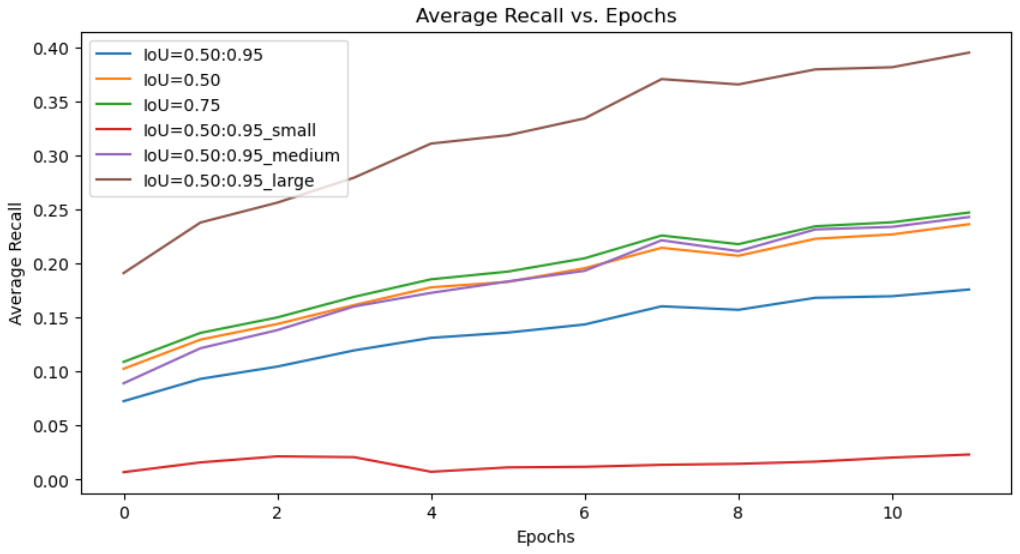 Average Recall vs. Epochs
IoU=0.50:0.95
IoU=0.50
IoU=0.75
IoU=0.50:0.95_small
IoU=0.50:0.95_medium
IoU=0.50:0.95_large
Average Recall
0.40
0.35
0.30
0.25
0.20
0.15
0.10
0.05
0.00
0 2 4 6 8 10
Epochs